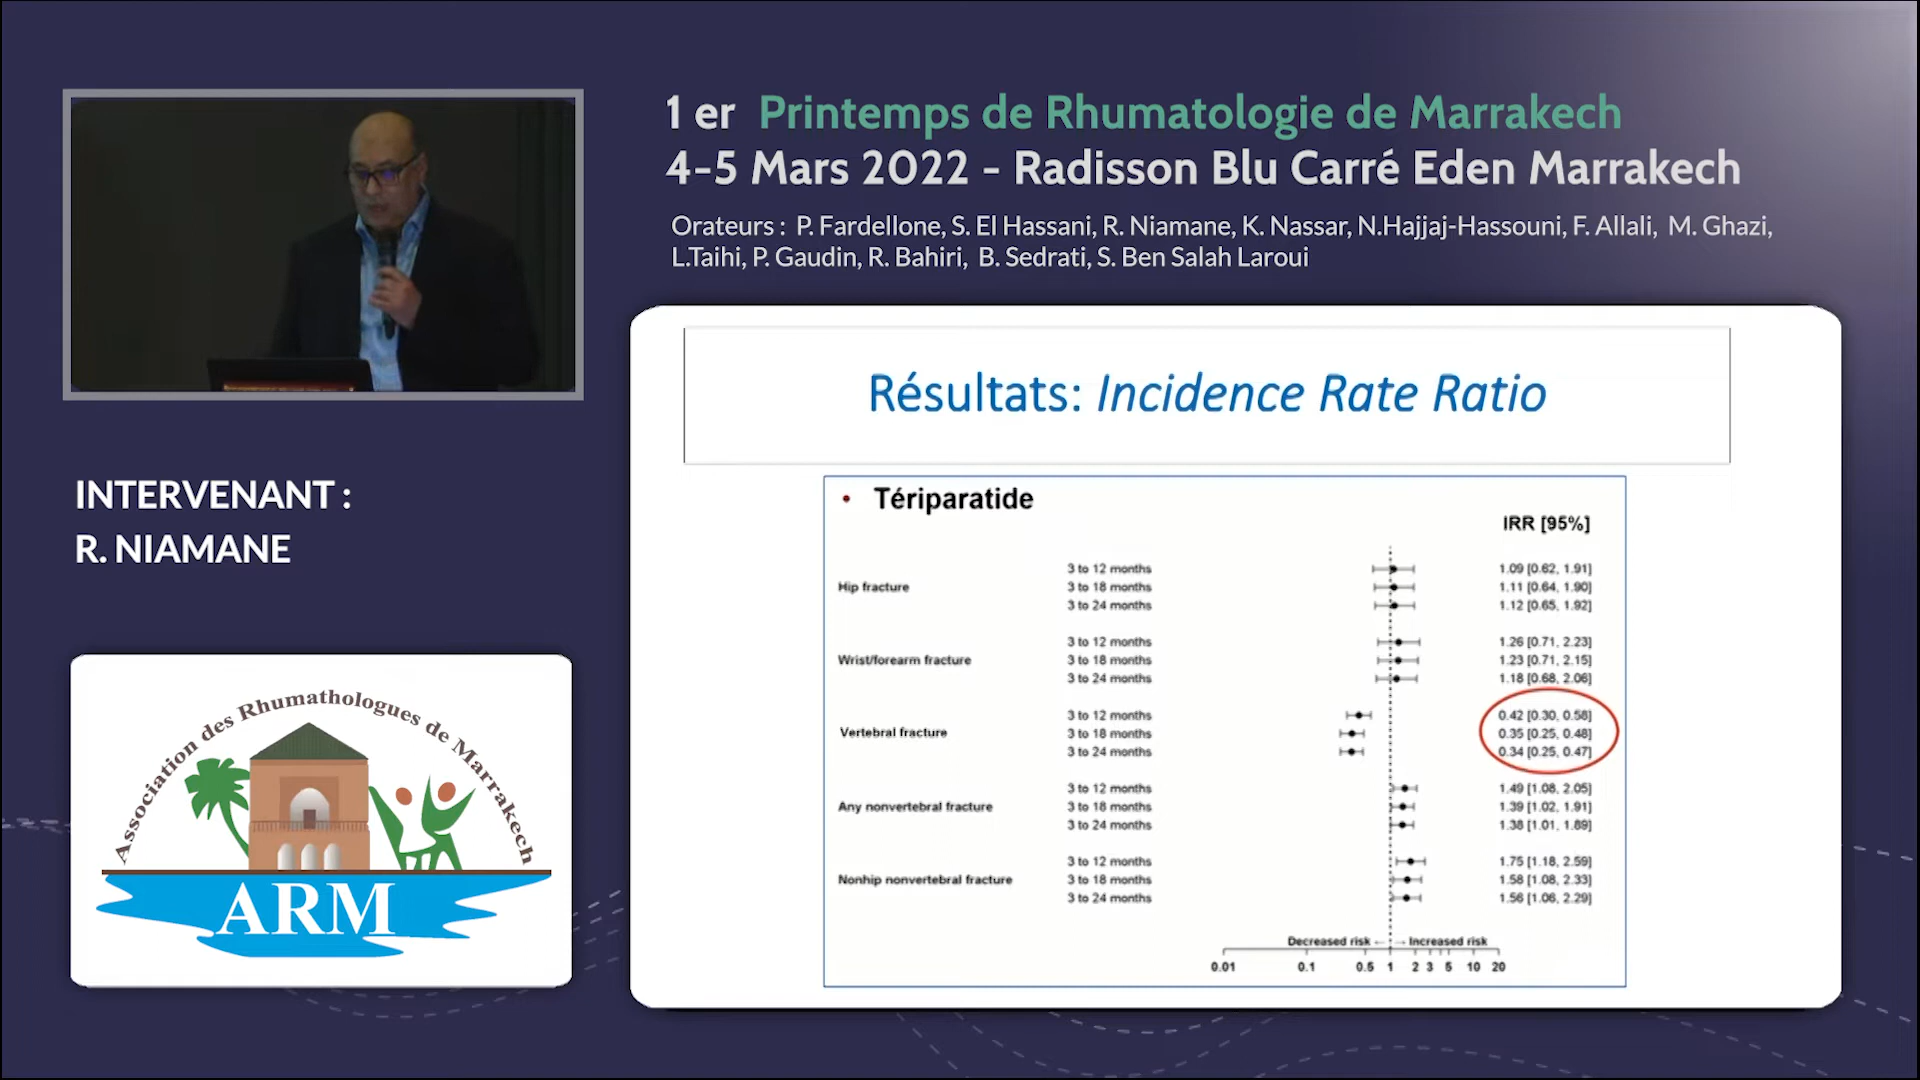 1 er Printemps de Rhumatologie de Marrakech
4-5 Mars 2022 - Radisson Blu Carré Eden Marrakech
Orateurs : P. Fardellone, S. El Hassani, R. Niamane, K. Nassar, N.Hajjaj-Hassouni, F. Allali, M. Ghazi,
L.Taihi, P. Gaudin, R. Bahiri, B. Sedrati, S. Ben Salah Laroui
INTERVENANT :
R. NIAMANE
Association des Rhumathologues de Marrakech
ARM
Résultats: Incidence Rate Ratio
• Tériparatide
IRR [95%]
Hip fracture
3 to 12 months 1.09 [0.62, 1.91]
3 to 18 months 1.11 [0.64, 1.90]
3 to 24 months 1.12 [0.65, 1.92]
Wrist/forearm fracture
3 to 12 months 1.26 [0.71, 2.23]
3 to 18 months 1.23 [0.71, 2.15]
3 to 24 months 1.18 [0.68, 2.06]
Vertebral fracture
3 to 12 months 0.42 [0.30, 0.58]
3 to 18 months 0.35 [0.25, 0.48]
3 to 24 months 0.34 [0.25, 0.47]
Any nonvertebral fracture
3 to 12 months 1.49 [1.08, 2.05]
3 to 18 months 1.39 [1.02, 1.91]
3 to 24 months 1.38 [1.01, 1.89]
Nonhip nonvertebral fracture
3 to 12 months 1.75 [1.18, 2.59]
3 to 18 months 1.58 [1.08, 2.33]
3 to 24 months 1.56 [1.06, 2.29]
Decreased risk ← → Increased risk
0.01 0.1 0.5 1 2 3 5 10 20